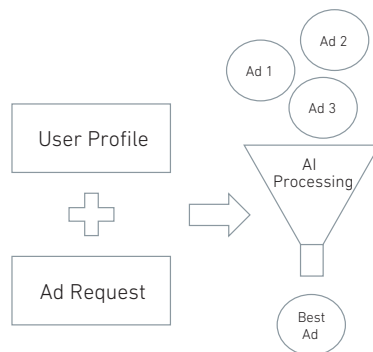 User Profile
Ad Request
Ad 1
Ad 2
Ad 3
AI
Processing
Best
Ad